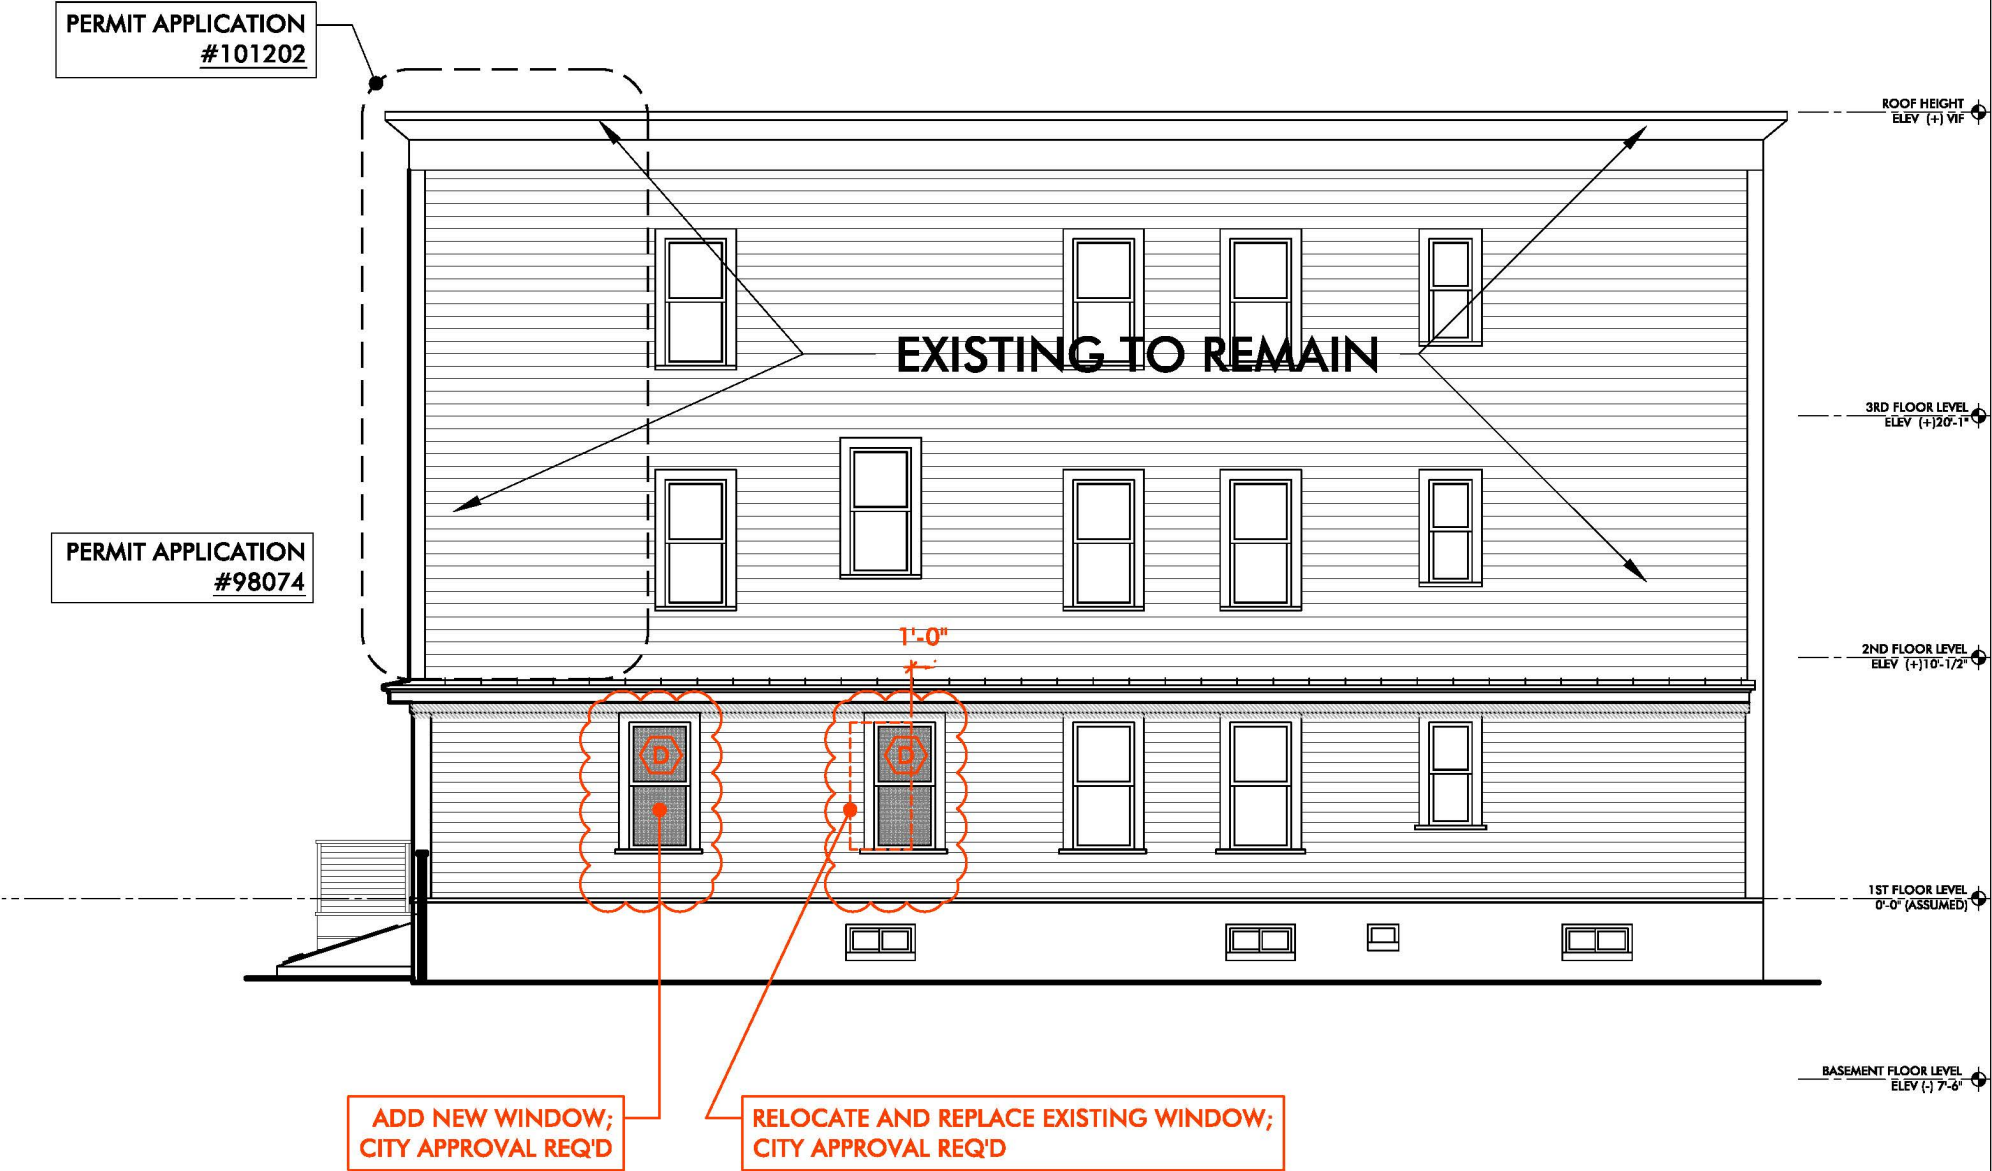 PERMIT APPLICATION
#101202
ROOF HEIGHT
ELEV (+) VIF
EXISTING TO REMAIN
3RD FLOOR LEVEL
ELEV (+)20'-1"
PERMIT APPLICATION
#98074
1'-0"
2ND FLOOR LEVEL
ELEV (+)10'-1/2"
D
D
1ST FLOOR LEVEL
0'-0" (ASSUMED)
BASEMENT FLOOR LEVEL
ELEV (-) 7'-6"
ADD NEW WINDOW;
CITY APPROVAL REQ'D
RELOCATE AND REPLACE EXISTING WINDOW;
CITY APPROVAL REQ'D